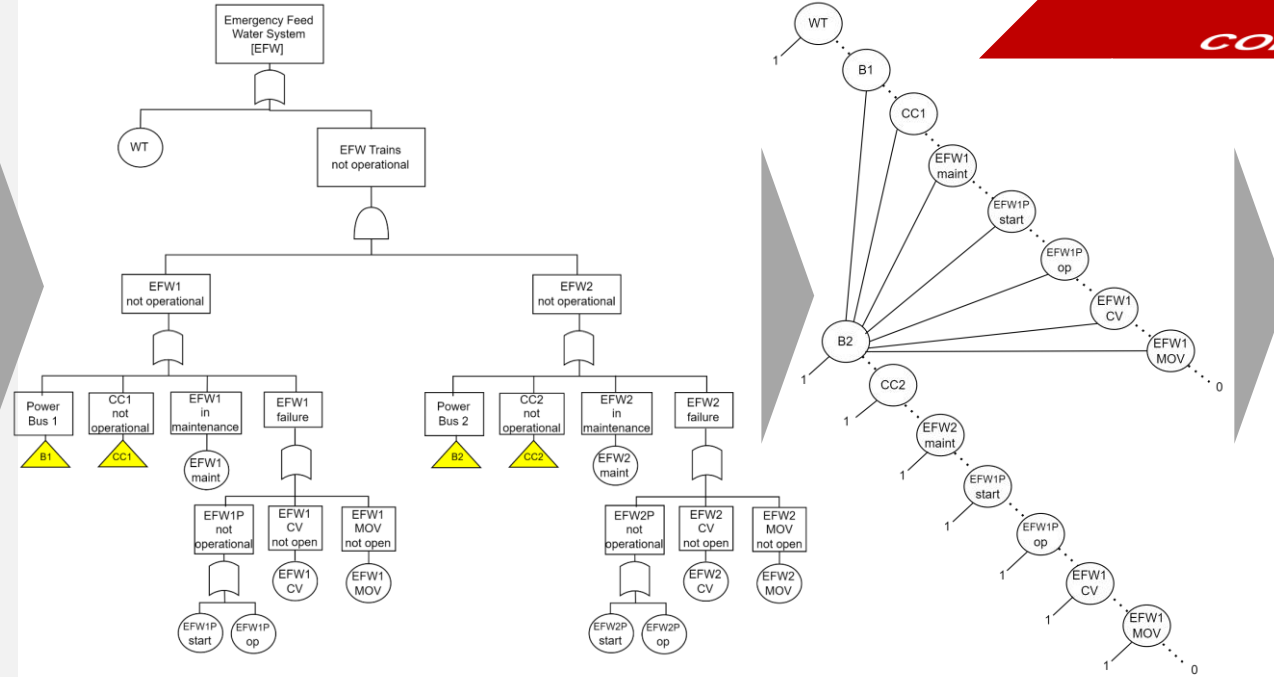 Emergency Feed
Water System
[EFW]
WT
EFW Trains
not operational
EFW1
not operational
EFW2
not operational
Power
Bus 1
CC1
not
operational
EFW1
in
maintenance
EFW1
failure
B1
CC1
EFW1
maint
EFW1P
not
operational
EFW1
CV
not open
EFW1
MOV
not open
EFW1
CV
EFW1
MOV
EFW1P
start
EFW1P
op
Power
Bus 2
CC2
not
operational
EFW2
in
maintenance
EFW2
failure
B2
CC2
EFW2
maint
EFW2P
not
operational
EFW2
CV
not open
EFW2
MOV
not open
EFW2
CV
EFW2
MOV
EFW2P
start
EFW2P
op
WT
1
B1
CC1
EFW1
maint
EFW1P
start
EFW1P
op
EFW1
CV
EFW1
MOV
0
B2
1
CC2
1
EFW2
maint
1
EFW1P
start
1
EFW1P
op
1
EFW1
CV
1
EFW1
MOV
1
0